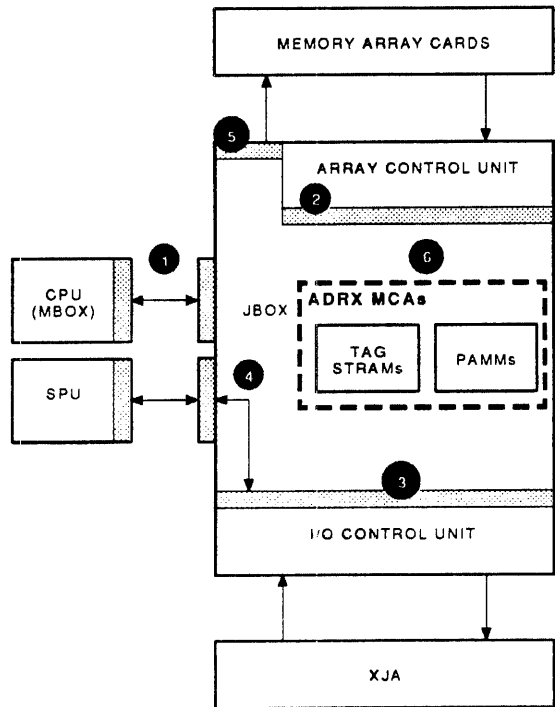 MEMORY ARRAY CARDS
5
ARRAY CONTROL UNIT
2
1
6
CPU
(MBOX)
JBOX
ADRX MCAs
TAG
STRAMs
PAMMs
SPU
4
3
I/O CONTROL UNIT
XJA